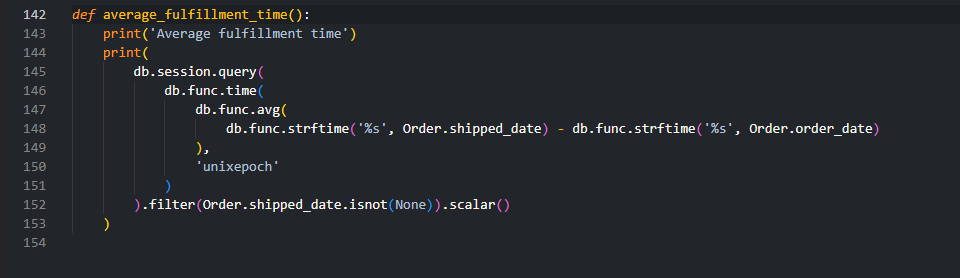 142 def average_fulfillment_time():
143     print('Average fulfillment time')
144     print(
145         db.session.query(
146             db.func.time(
147                 db.func.avg(
148                     db.func.strftime('%s', Order.shipped_date) - db.func.strftime('%s', Order.order_date)
149                 ),
150                 'unixepoch'
151             )
152         ).filter(Order.shipped_date.isnot(None)).scalar()
153     )
154